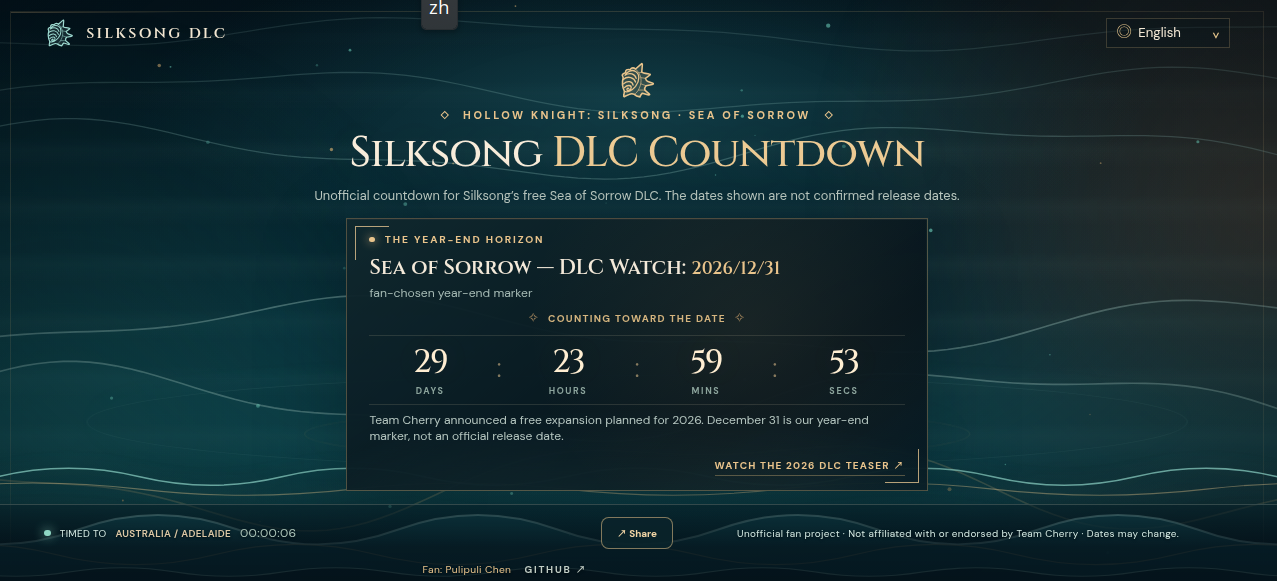 zh
SILKSONG DLC
English
HOLLOW KNIGHT: SILKSONG · SEA OF SORROW
SILKSONG DLC COUNTDOWN
Unofficial countdown for Silksong’s free Sea of Sorrow DLC. The dates shown are not confirmed release dates.
THE YEAR-END HORIZON
SEA OF SORROW — DLC WATCH: 2026/12/31
fan-chosen year-end marker
COUNTING TOWARD THE DATE
29 : 23 : 59 : 53
DAYS HOURS MINS SECS
Team Cherry announced a free expansion planned for 2026. December 31 is our year-end
marker, not an official release date.
WATCH THE 2026 DLC TEASER ↗
TIMED TO AUSTRALIA / ADELAIDE 00:00:06
↗ Share
Unofficial fan project · Not affiliated with or endorsed by Team Cherry · Dates may change.
Fan: Pulipuli Chen GITHUB ↗